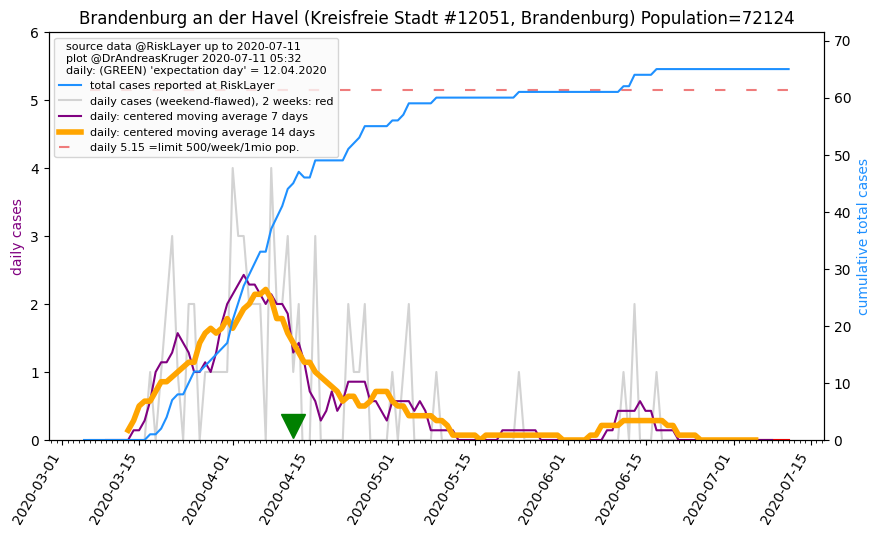 Brandenburg an der Havel (Kreisfreie Stadt #12051, Brandenburg) Population=72124
source data @RiskLayer up to 2020-07-11
plot @DrAndreasKruger 2020-07-11 05:32
daily: (GREEN) 'expectation day' = 12.04.2020
total cases reported at RiskLayer
daily cases (weekend-flawed), 2 weeks: red
daily: centered moving average 7 days
daily: centered moving average 14 days
daily 5.15 =limit 500/week/1mio pop.
daily cases
6
5
4
3
2
1
0
cumulative total cases
70
60
50
40
30
20
10
0
2020-03-01
2020-03-15
2020-04-01
2020-04-15
2020-05-01
2020-05-15
2020-06-01
2020-06-15
2020-07-01
2020-07-15